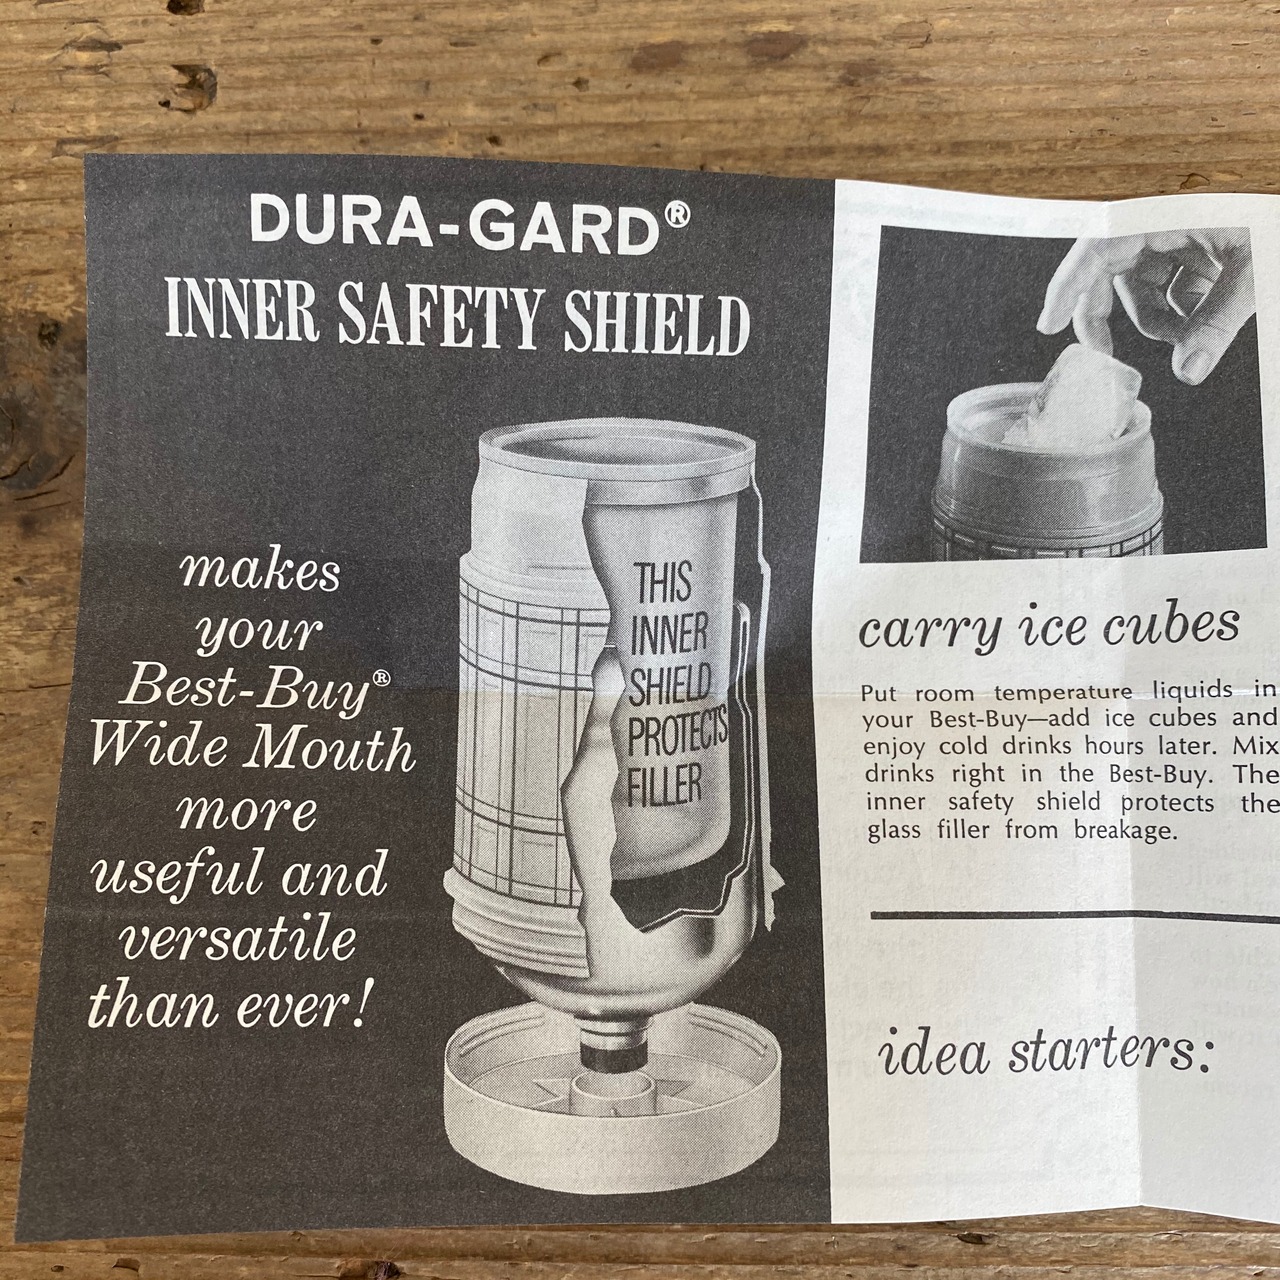 DURA-GARD®
INNER SAFETY SHIELD
makes
your
Best-Buy®
Wide Mouth
more
useful and
versatile
than ever!
THIS
INNER
SHIELD
PROTECTS
FILLER
carry ice cubes
Put room temperature liquids in
your Best-Buy—add ice cubes and
enjoy cold drinks hours later. Mix
drinks right in the Best-Buy. The
inner safety shield protects the
glass filler from breakage.
idea starters: